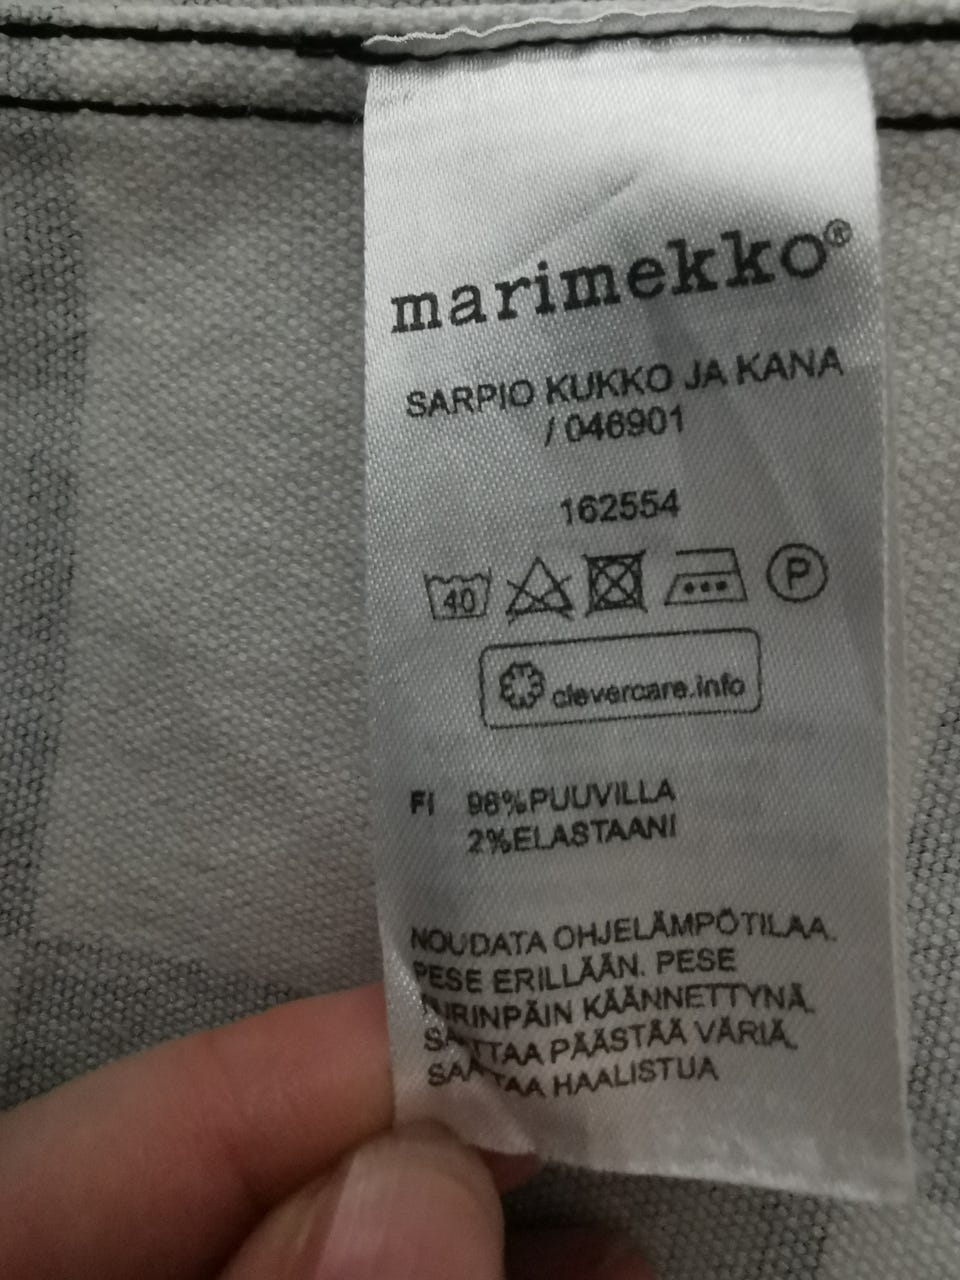 marimekko®
SARPIO KUKKO JA KANA
/ 046901
162554
40 P
clevercare.info
FI 98%PUUVILLA
2%ELASTAANI
NOUDATA OHJELÄMPÖTILAA.
PESE ERILLÄÄN. PESE
NURINPÄIN KÄÄNNETTYNÄ.
SAATTAA PÄÄSTÄÄ VÄRIÄ.
SAATTAA HAALISTUA